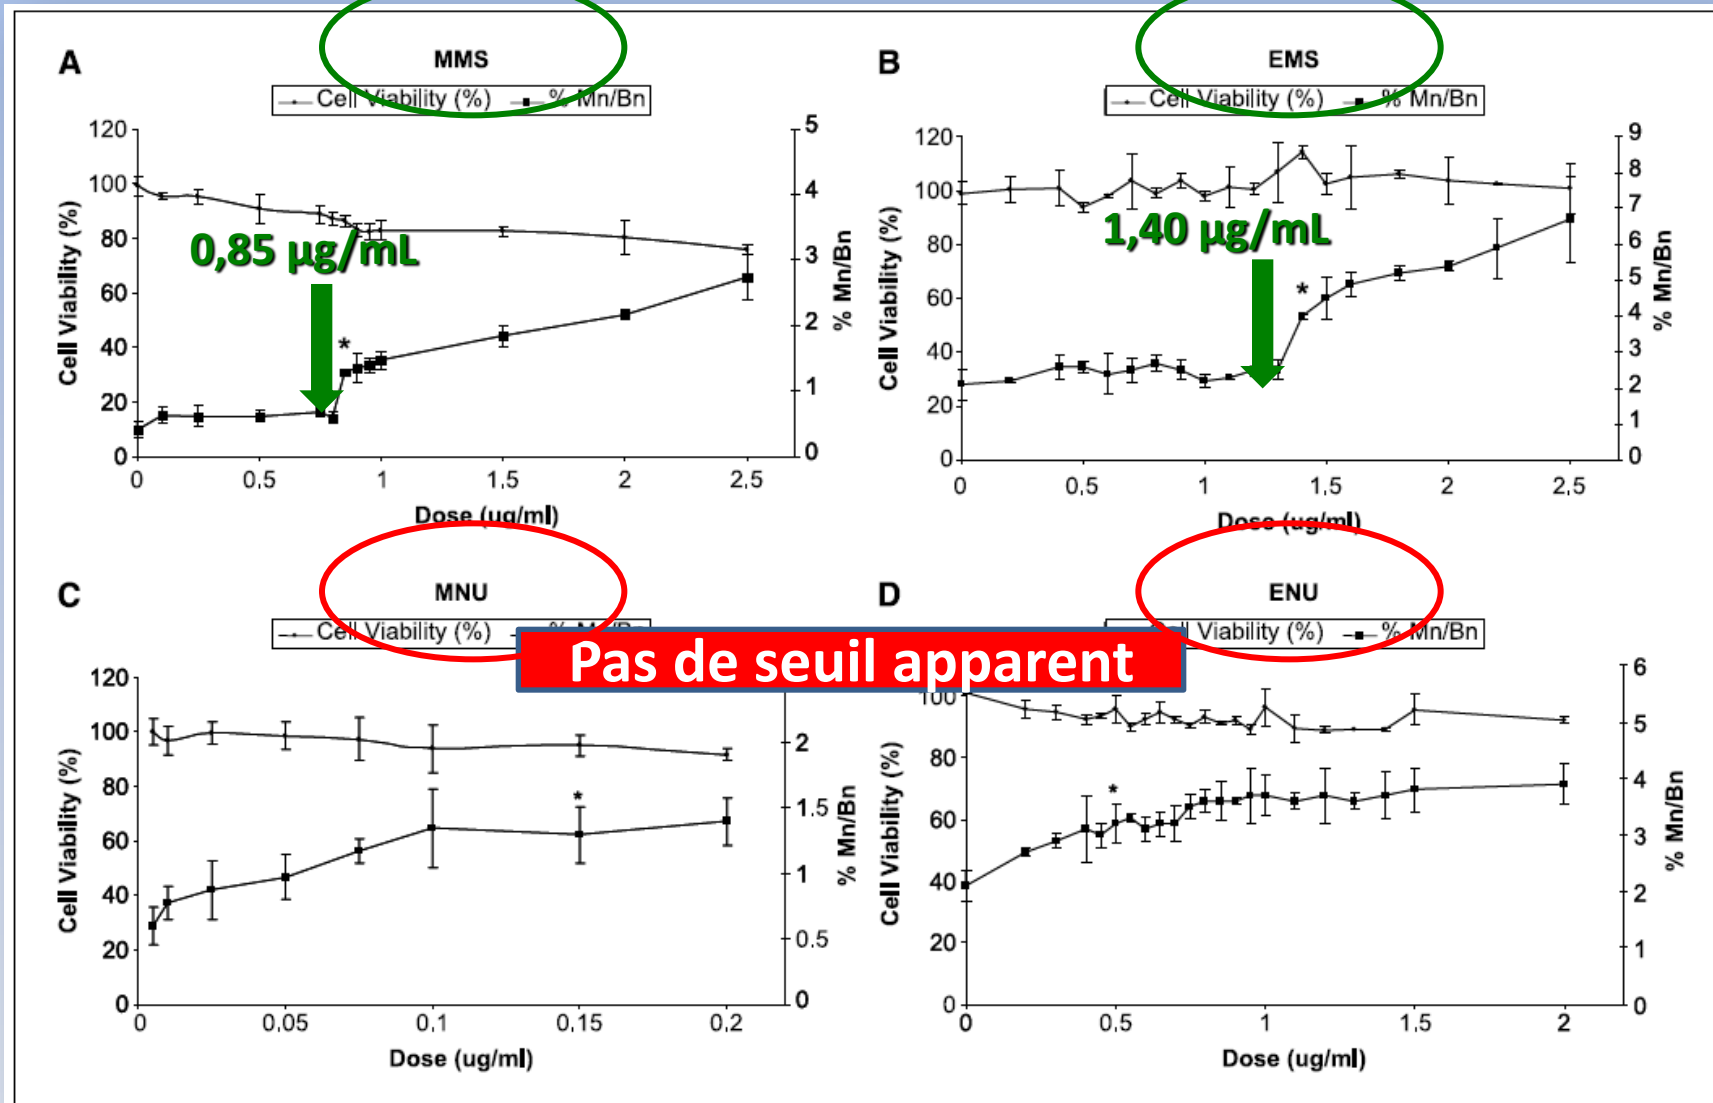 A
MMS
Cell Viability (%) % Mn/Bn
120
100
80
60
40
20
0
5
4
3
2
1
0
Cell Viability (%)
% Mn/Bn
0,85 µg/mL
*
0 0,5 1 1,5 2 2,5
Dose (ug/ml)
B
EMS
Cell Viability (%) % Mn/Bn
120
100
80
60
40
20
0
9
8
7
6
5
4
3
2
1
0
Cell Viability (%)
% Mn/Bn
1,40 µg/mL
*
0 0,5 1 1,5 2 2,5
Dose (ug/ml)
C
MNU
Cell Viability (%) % Mn/Bn
Pas de seuil apparent
120
100
80
60
40
20
0
2
1.5
1
0.5
0
Cell Viability (%)
% Mn/Bn
*
0 0,05 0,1 0,15 0,2
Dose (ug/ml)
D
ENU
Viability (%) % Mn/Bn
100
80
60
40
20
0
6
5
4
3
2
1
0
Cell Viability (%)
% Mn/Bn
*
0 0,5 1 1,5 2
Dose (ug/ml)